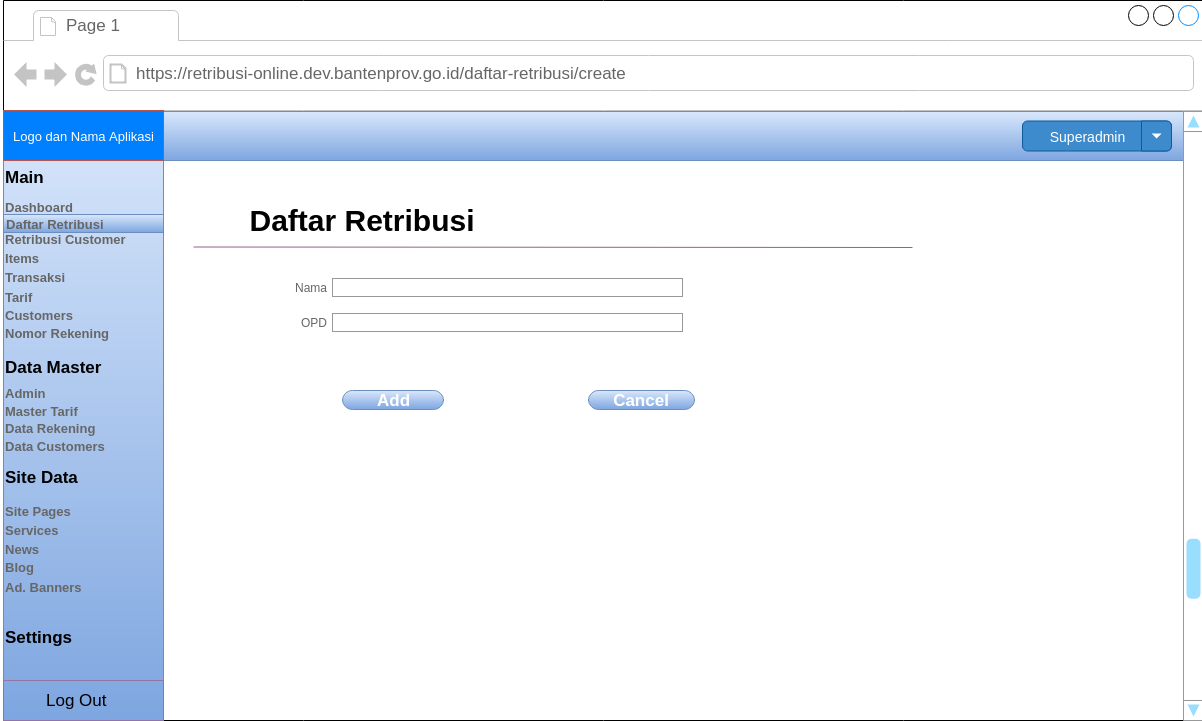 Page 1
https://retribusi-online.dev.bantenprov.go.id/daftar-retribusi/create
Logo dan Nama Aplikasi
Superadmin
Main
Dashboard
Daftar Retribusi
Retribusi Customer
Items
Transaksi
Tarif
Customers
Nomor Rekening
Data Master
Admin
Master Tarif
Data Rekening
Data Customers
Site Data
Site Pages
Services
News
Blog
Ad. Banners
Settings
Log Out
Daftar Retribusi
Nama
OPD
Add Cancel